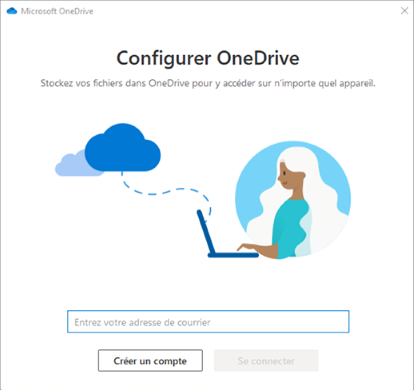 Microsoft OneDrive
Configurer OneDrive
Stockez vos fichiers dans OneDrive pour y accéder sur n'importe quel appareil.
Entrez votre adresse de courrier
Créer un compte
Se connecter